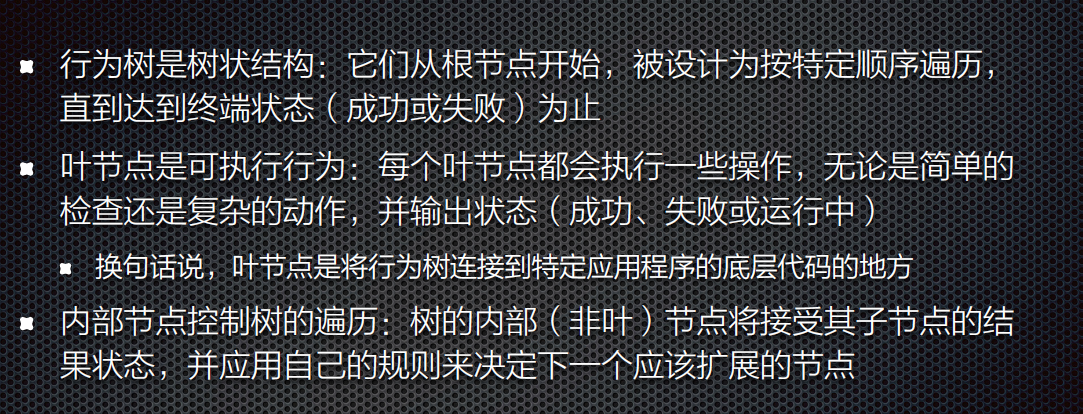 行为树是树状结构：它们从根节点开始，被设计为按特定顺序遍历，
直到达到终端状态（成功或失败）为止
叶节点是可执行行为：每个叶节点都会执行一些操作，无论是简单的
检查还是复杂的动作，并输出状态（成功、失败或运行中）
换句话说，叶节点是将行为树连接到特定应用程序的底层代码的地方
内部节点控制树的遍历：树的内部（非叶）节点将接受其子节点的结
果状态，并应用自己的规则来决定下一个应该扩展的节点